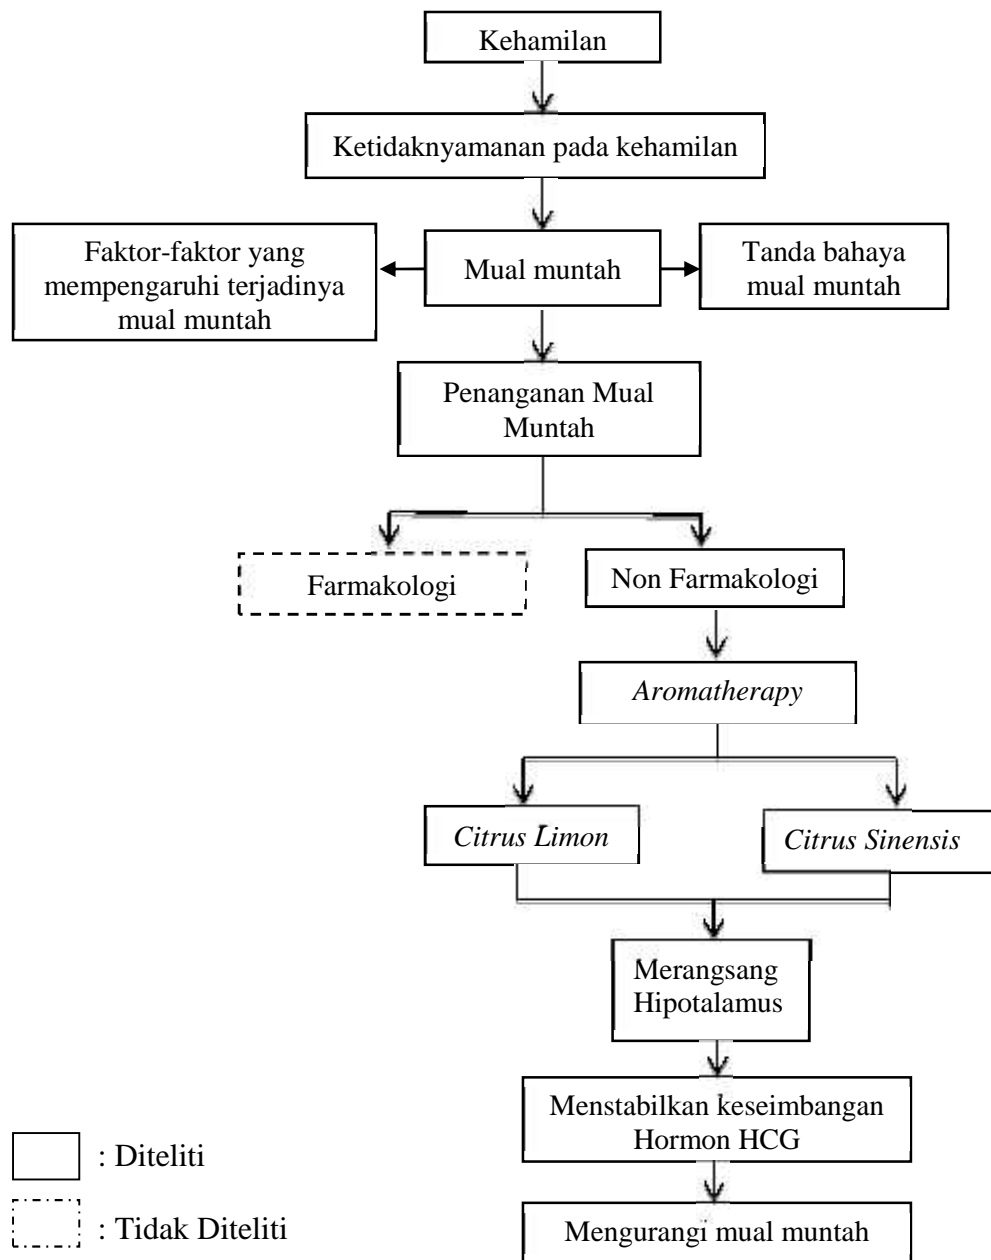 Kehamilan
Ketidaknyamanan pada kehamilan
Faktor-faktor yang
mempengaruhi terjadinya
mual muntah
Mual muntah
Tanda bahaya
mual muntah
Penanganan Mual
Muntah
Farmakologi
Non Farmakologi
Aromatherapy
Citrus Limon
Citrus Sinensis
Merangsang
Hipotalamus
Menstabilkan keseimbangan
Hormon HCG
Mengurangi mual muntah
: Diteliti
: Tidak Diteliti